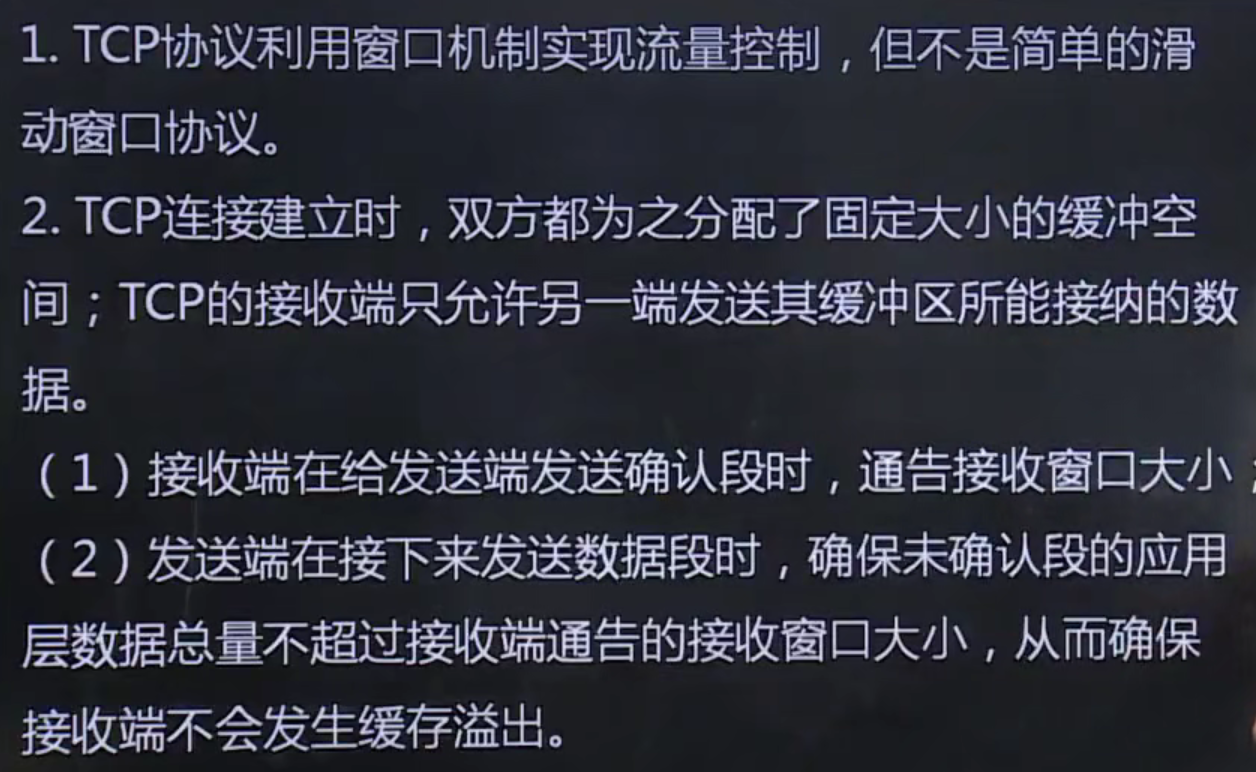 1. TCP协议利用窗口机制实现流量控制，但不是简单的滑
动窗口协议。
2. TCP连接建立时，双方都为之分配了固定大小的缓冲空
间；TCP的接收端只允许另一端发送其缓冲区所能接纳的数
据。
（1）接收端在给发送端发送确认段时，通告接收窗口大小；
（2）发送端在接下来发送数据段时，确保未确认段的应用
层数据总量不超过接收端通告的接收窗口大小，从而确保
接收端不会发生缓存溢出。